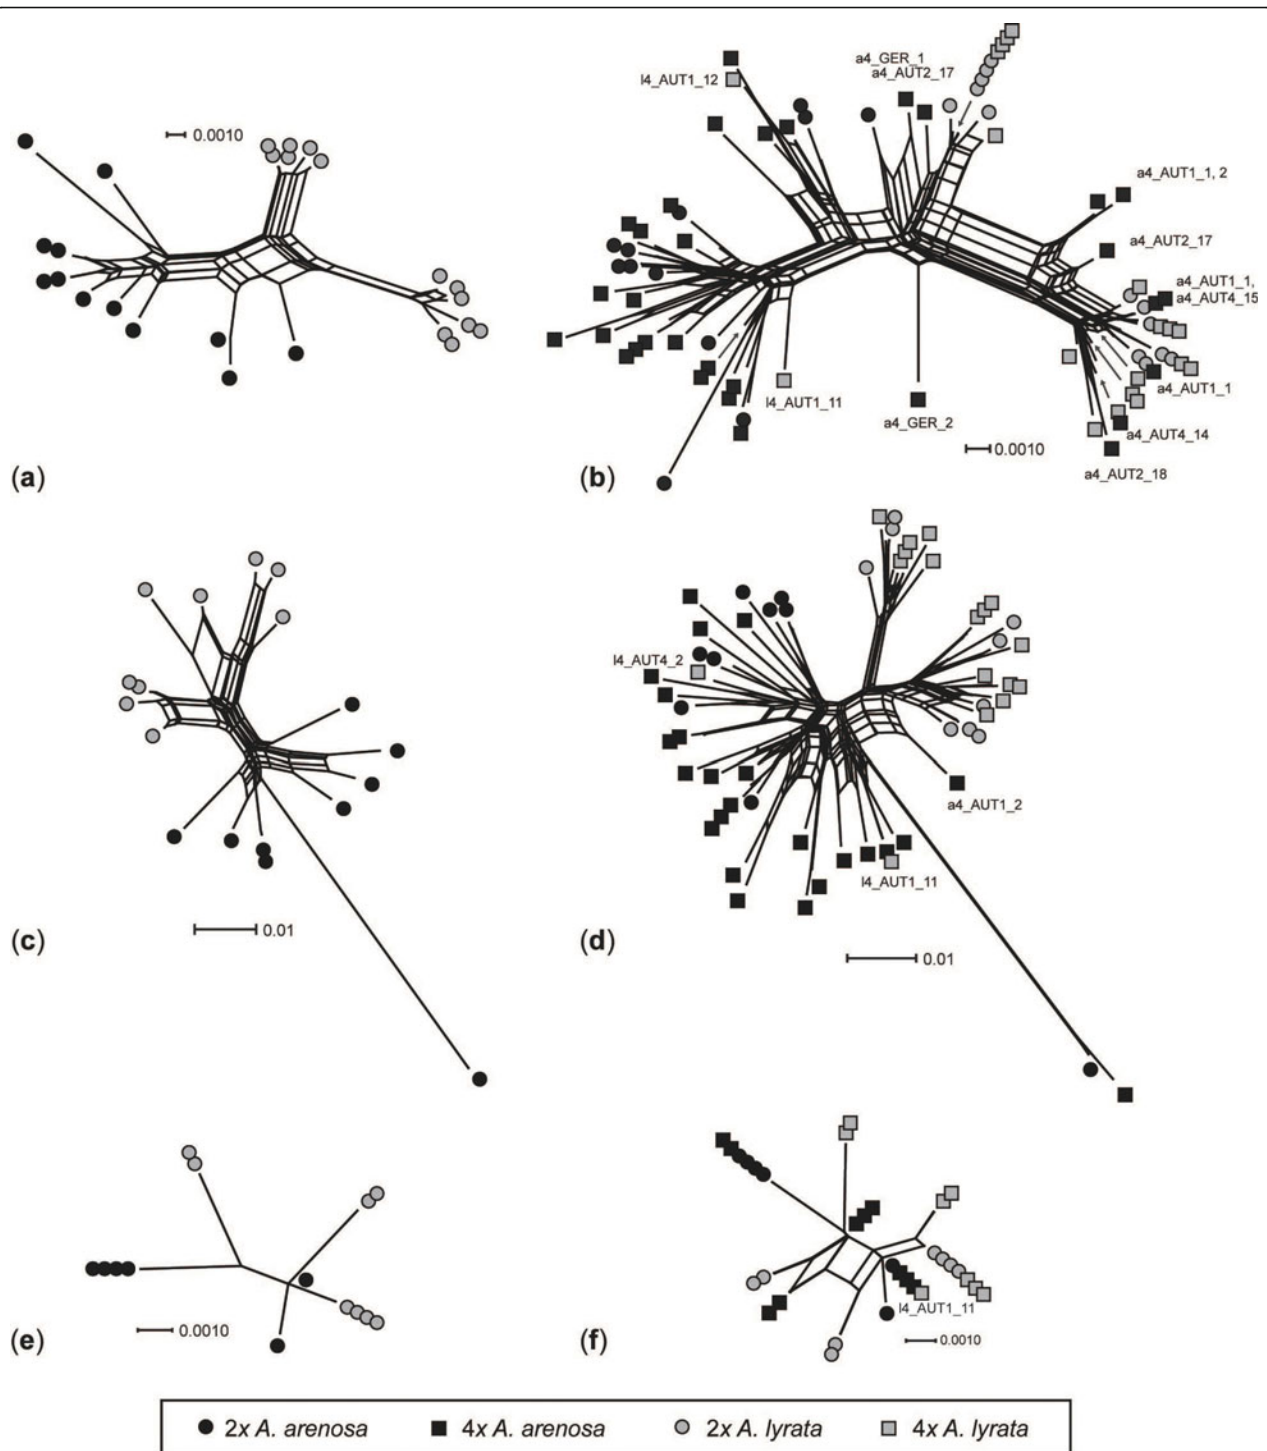 0.0010
l4_AUT1_12
a4_GER_1
a4_AUT2_17
a4_AUT1_1, 2
a4_AUT2_17
a4_AUT1_1,
a4_AUT4_15
l4_AUT1_11
a4_AUT1_1
a4_GER_2
a4_AUT4_14
0.0010
a4_AUT2_18
(a)
(b)
l4_AUT4_2
a4_AUT1_2
l4_AUT1_11
0.01
0.01
(c)
(d)
l4_AUT1_11
0.0010
0.0010
(e)
(f)
2x A. arenosa 4x A. arenosa 2x A. lyrata 4x A. lyrata